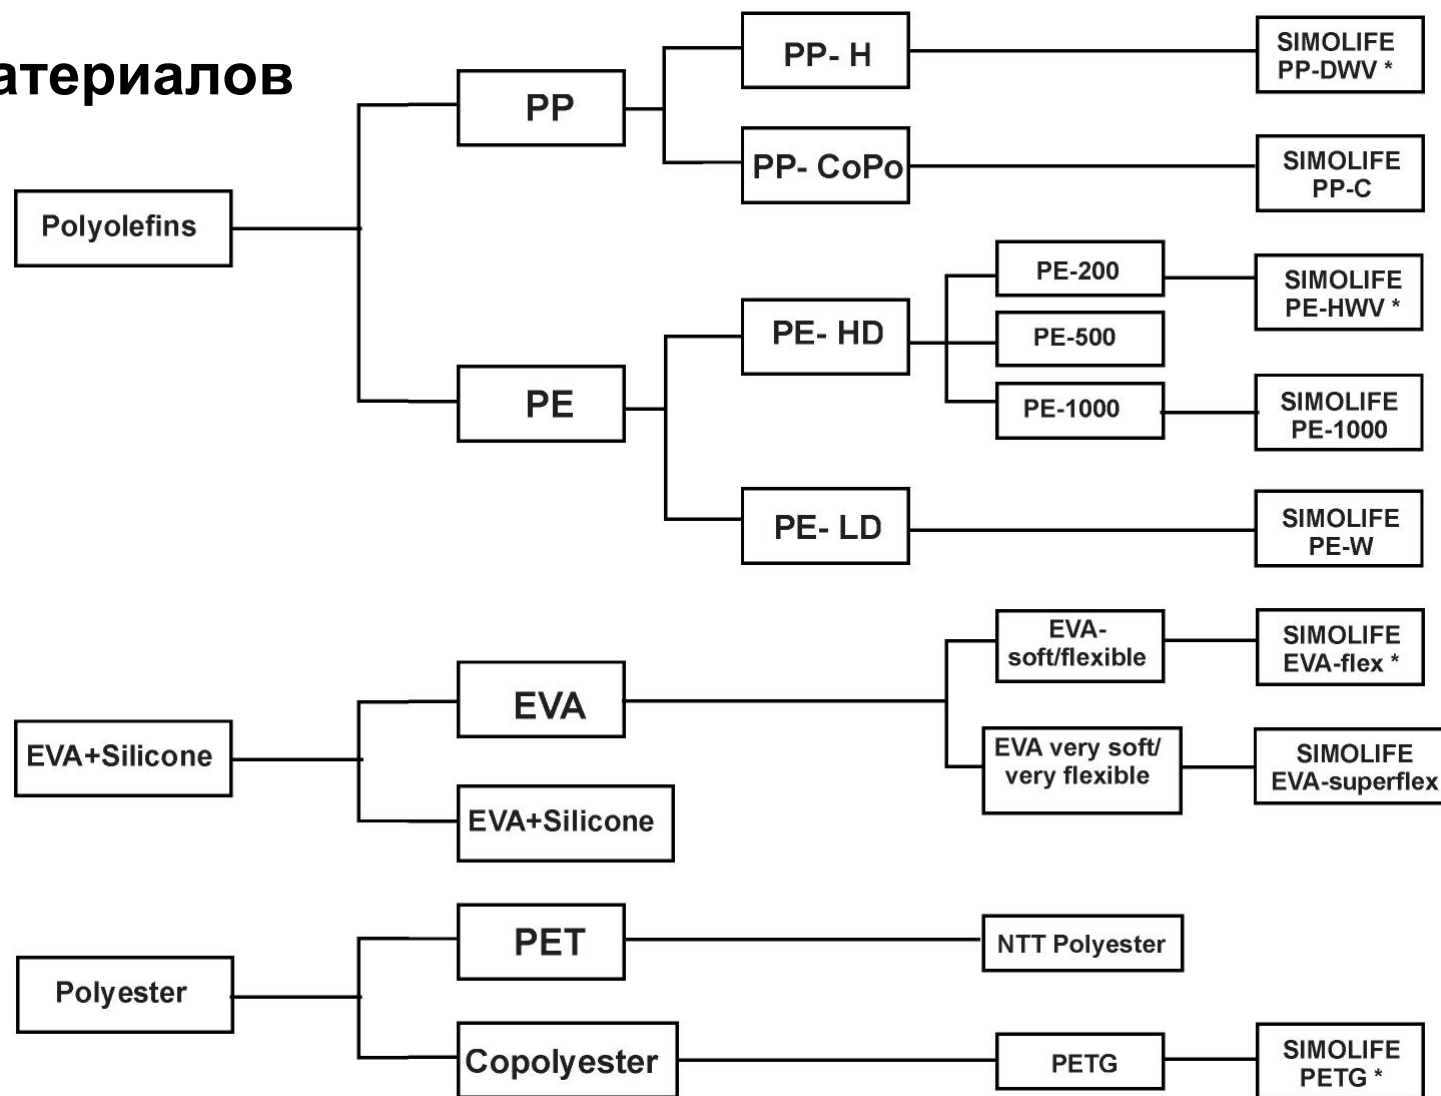 атериалов
PP- H
SIMOLIFE
PP-DWV *
PP
PP- CoPo
SIMOLIFE
PP-C
Polyolefins
PE-200
SIMOLIFE
PE-HWV *
PE- HD
PE-500
PE
PE-1000
SIMOLIFE
PE-1000
PE- LD
SIMOLIFE
PE-W
EVA-
soft/flexible
SIMOLIFE
EVA-flex *
EVA
EVA+Silicone
EVA very soft/
very flexible
SIMOLIFE
EVA-superflex
EVA+Silicone
PET
NTT Polyester
Polyester
Copolyester
PETG
SIMOLIFE
PETG *